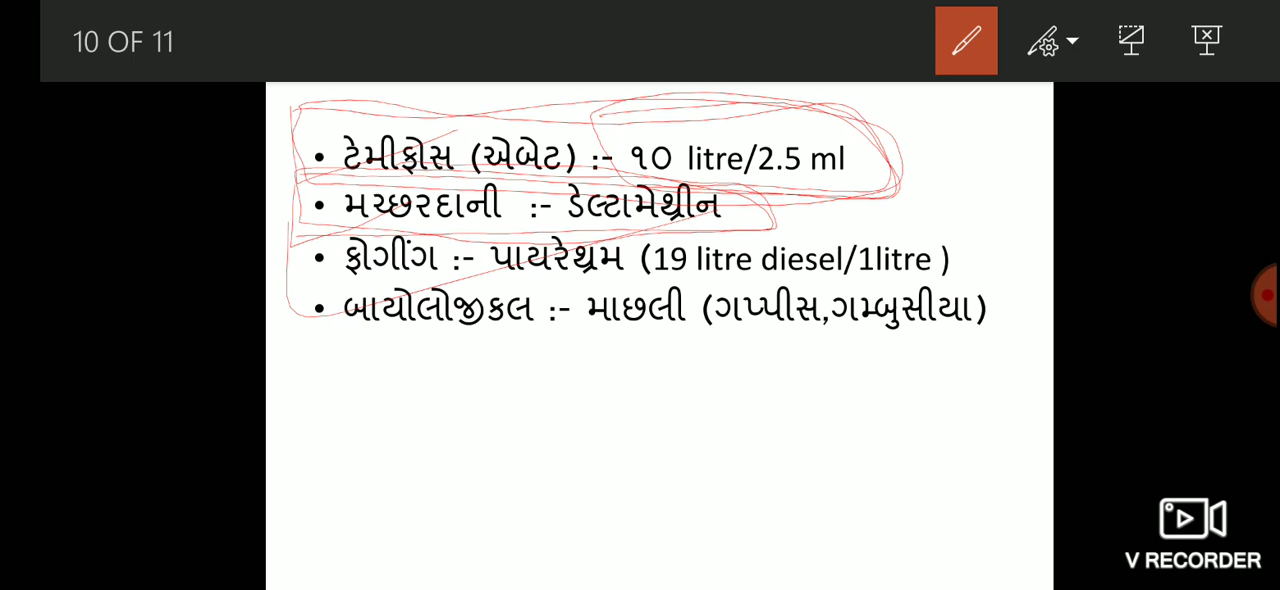 10 OF 11
• ટેમીફોસ (એબેટ) :- ૧૦ litre/2.5 ml
• મચ્છરદાની :- ડેલ્ટામેથ્રીન
• ફોગીંગ :- પાયરેથ્રમ (19 litre diesel/1litre )
• બાયોલોજીકલ :- માછલી (ગપ્પીસ,ગમ્બુસીયા)
V RECORDER